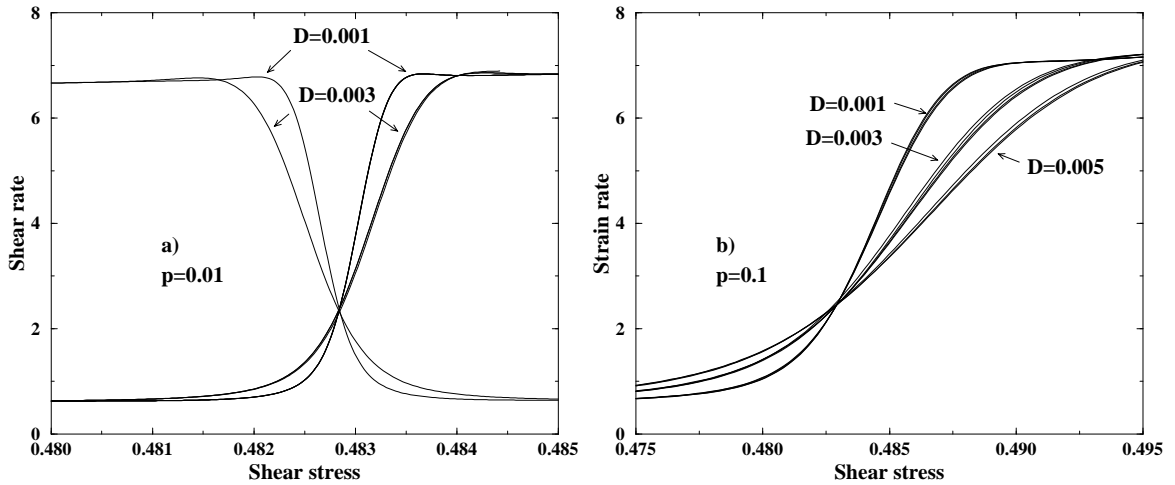 8
6
4
2
0
Shear rate
D=0.001
D=0.003
a)
p=0.01
0.480 0.481 0.482 0.483 0.484 0.485
Shear stress
8
6
4
2
0
Strain rate
D=0.001
D=0.003
D=0.005
b)
p=0.1
0.475 0.480 0.485 0.490 0.495
Shear stress